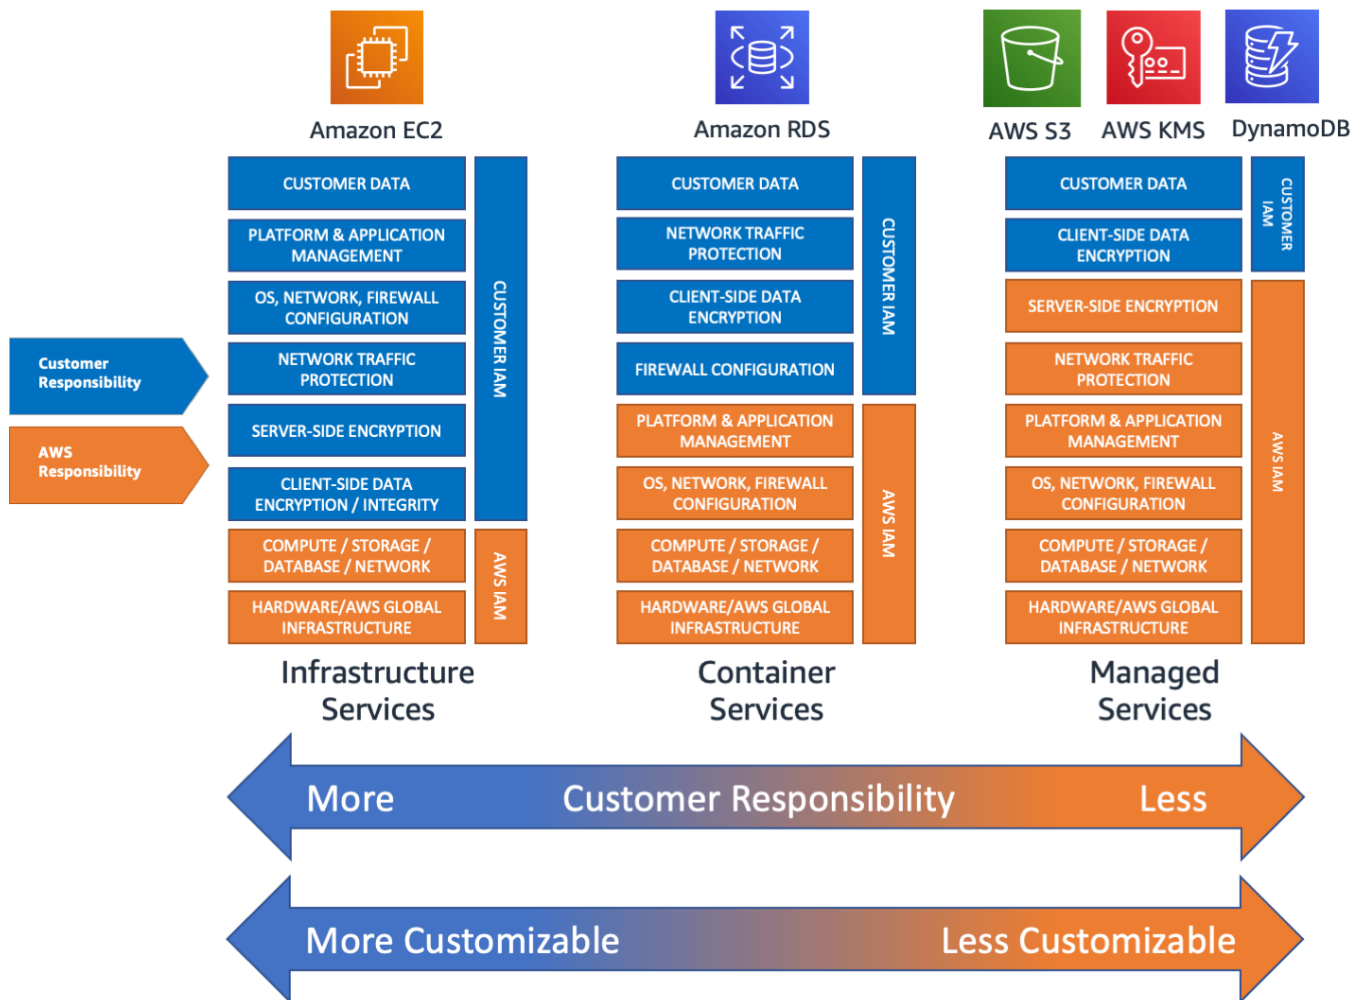 Amazon EC2
Amazon RDS
AWS S3
AWS KMS
DynamoDB
CUSTOMER DATA
PLATFORM & APPLICATION
MANAGEMENT
OS, NETWORK, FIREWALL
CONFIGURATION
NETWORK TRAFFIC
PROTECTION
SERVER-SIDE ENCRYPTION
CLIENT-SIDE DATA
ENCRYPTION / INTEGRITY
COMPUTE / STORAGE /
DATABASE / NETWORK
HARDWARE/AWS GLOBAL
INFRASTRUCTURE
CUSTOMER IAM
AWS IAM
CUSTOMER DATA
NETWORK TRAFFIC
PROTECTION
CLIENT-SIDE DATA
ENCRYPTION
FIREWALL CONFIGURATION
PLATFORM & APPLICATION
MANAGEMENT
OS, NETWORK, FIREWALL
CONFIGURATION
COMPUTE / STORAGE /
DATABASE / NETWORK
HARDWARE/AWS GLOBAL
INFRASTRUCTURE
CUSTOMER IAM
AWS IAM
CUSTOMER DATA
CLIENT-SIDE DATA
ENCRYPTION
SERVER-SIDE ENCRYPTION
NETWORK TRAFFIC
PROTECTION
PLATFORM & APPLICATION
MANAGEMENT
OS, NETWORK, FIREWALL
CONFIGURATION
COMPUTE / STORAGE /
DATABASE / NETWORK
HARDWARE/AWS GLOBAL
INFRASTRUCTURE
CUSTOMER
IAM
AWS IAM
Customer
Responsibility
AWS
Responsibility
Infrastructure
Services
Container
Services
Managed
Services
More Customer Responsibility Less
More Customizable Less Customizable